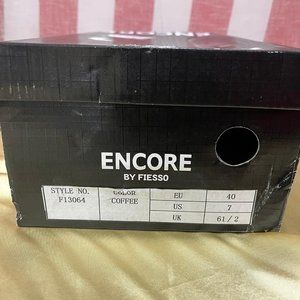 ENCORE
BY FIESSO
STYLE NO. COLOR EU 40
F13064 COFFEE US 7
UK 61/2